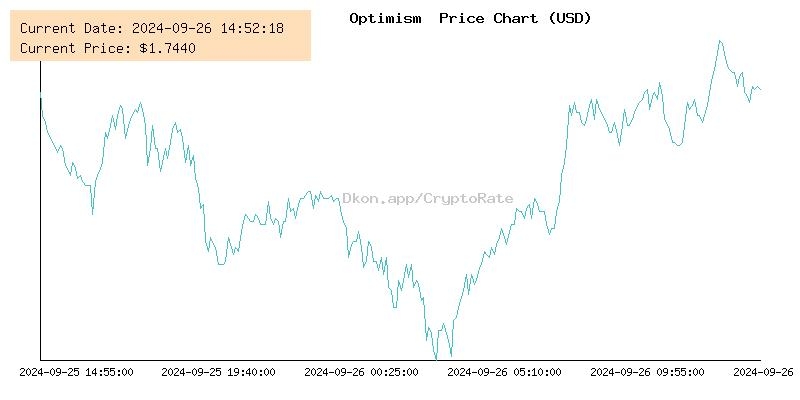 Optimism Price Chart (USD)
Current Date: 2024-09-26 14:52:18
Current Price: $1.7440
Dkon.app/CryptoRate
2024-09-25 14:55:00 2024-09-25 19:40:00 2024-09-26 00:25:00 2024-09-26 05:10:00 2024-09-26 09:55:00 2024-09-26